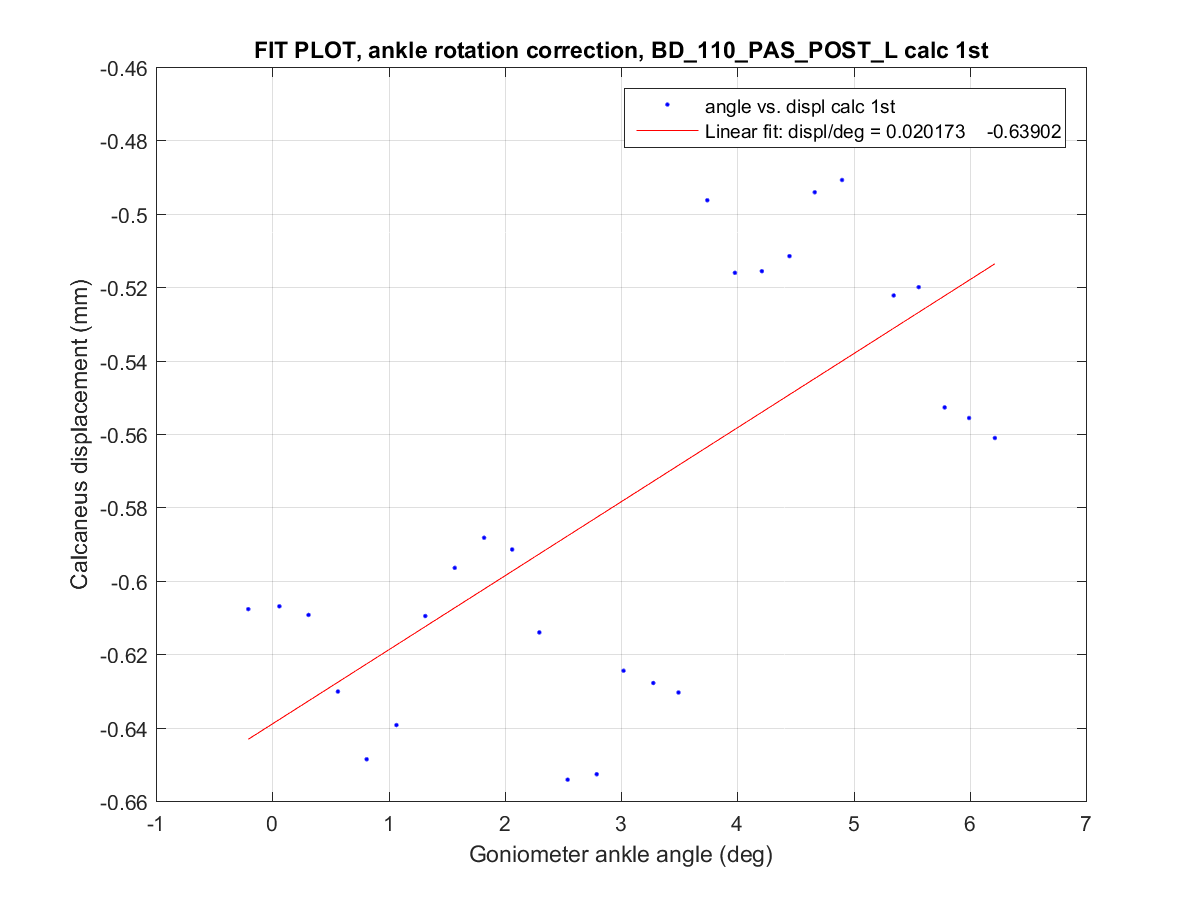 FIT PLOT, ankle rotation correction, BD_110_PAS_POST_L calc 1st
angle vs. displ calc 1st
Linear fit: displ/deg = 0.020173 -0.63902
-0.46
-0.48
-0.5
-0.52
-0.54
-0.56
-0.58
-0.6
-0.62
-0.64
-0.66
Calcaneus displacement (mm)
-1 0 1 2 3 4 5 6 7
Goniometer ankle angle (deg)